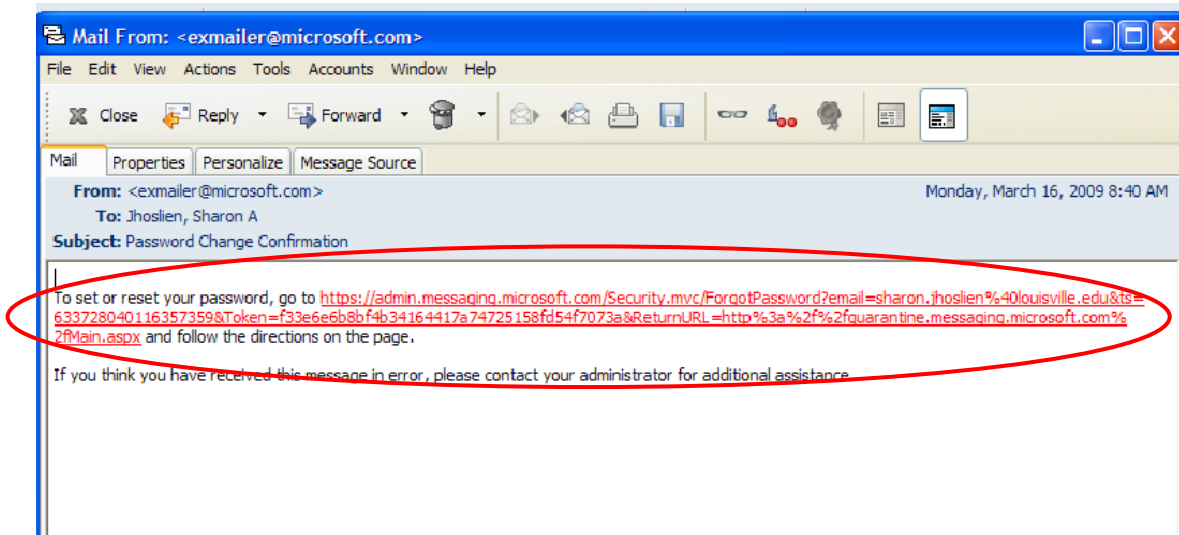 Mail From: <exmailer@microsoft.com>
File Edit View Actions Tools Accounts Window Help
Close Reply Forward
Mail Properties Personalize Message Source
From: <exmailer@microsoft.com> Monday, March 16, 2009 8:40 AM
To: Jhoslien, Sharon A
Subject: Password Change Confirmation
To set or reset your password, go to https://admin.messaging.microsoft.com/Security.mvc/ForgotPassword?email=sharon.jhoslien%40louisville.edu&ts=
633728040116357359&Token=f33e6e6b8bf4b34164417a74725158fd54f7073a&ReturnURL=http%3a%2f%2fquarantine.messaging.microsoft.com%
2fMain.aspx and follow the directions on the page.
If you think you have received this message in error, please contact your administrator for additional assistance.